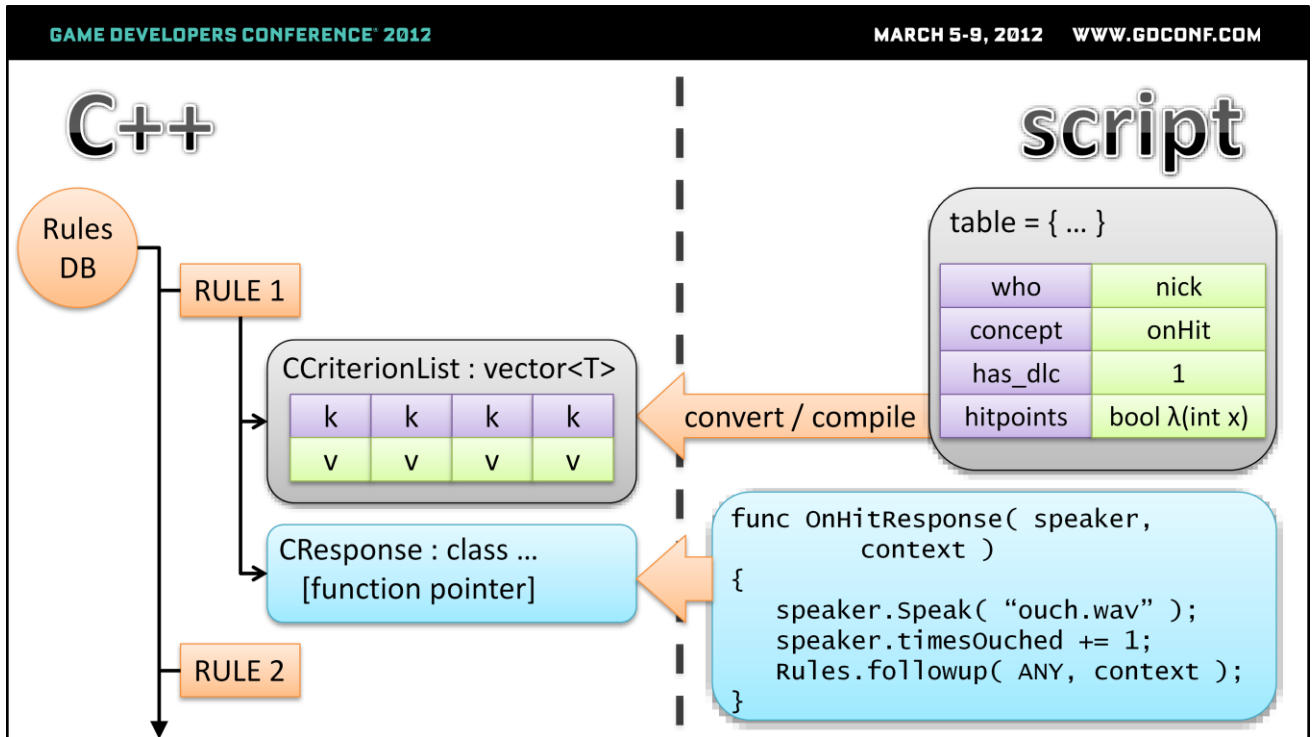 GAME DEVELOPERS CONFERENCE® 2012
MARCH 5-9, 2012 WWW.GDCONF.COM
C++
script
Rules
DB
RULE 1
CCriterionList : vector<T>
k k k k
v v v v
CResponse : class ...
[function pointer]
RULE 2
convert / compile
table = { ... }
who nick
concept onHit
has_dlc 1
hitpoints bool λ(int x)
func OnHitResponse( speaker,
context )
{
speaker.Speak( “ouch.wav” );
speaker.timesOuched += 1;
Rules.followup( ANY, context );
}